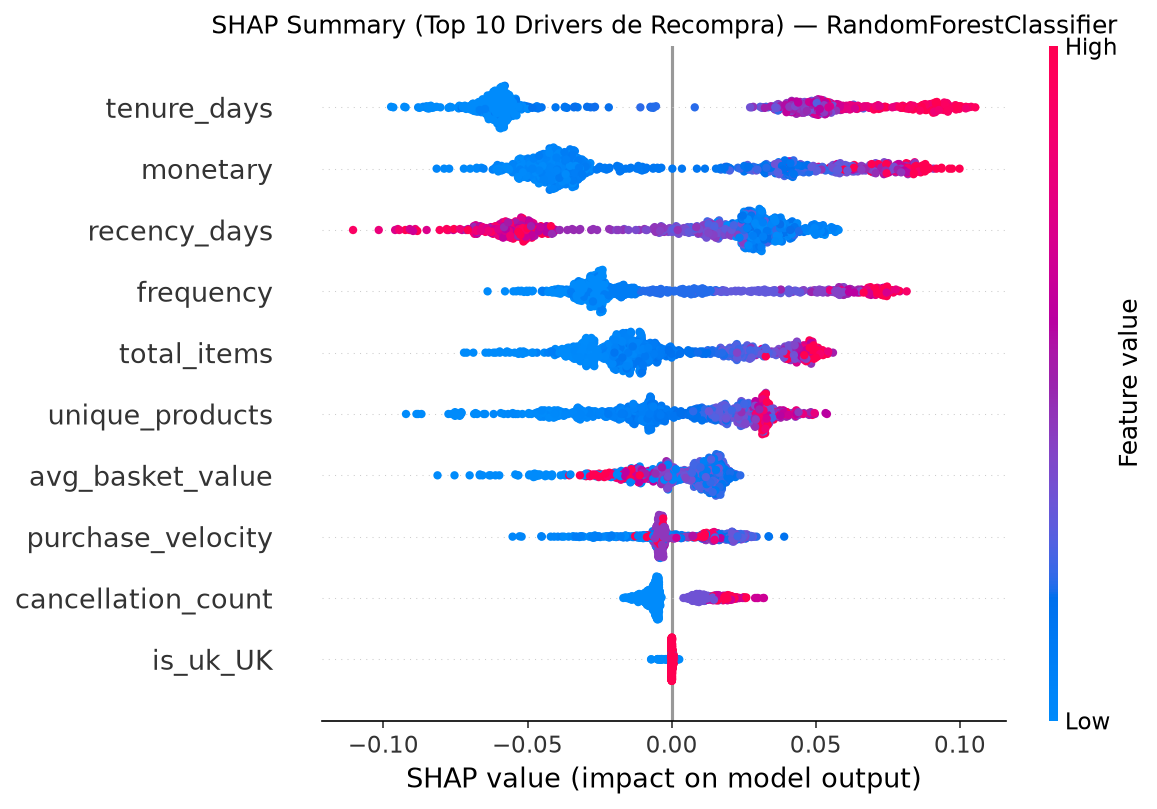 SHAP Summary (Top 10 Drivers de Recompra) — RandomForestClassifier
High
tenure_days
monetary
recency_days
frequency
total_items
unique_products
avg_basket_value
purchase_velocity
cancellation_count
is_uk_UK
Feature value
Low
−0.10 −0.05 0.00 0.05 0.10
SHAP value (impact on model output)